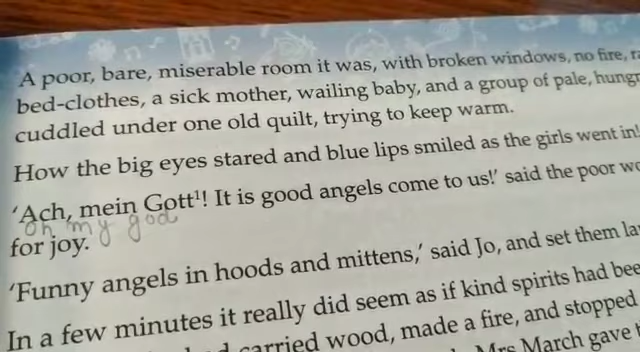 A poor, bare, miserable room it was, with broken windows, no fire,
bed-clothes, a sick mother, wailing baby, and a group of pale,
cuddled under one old quilt, trying to keep warm.
How the big eyes stared and blue lips smiled as the girls went in!
'Ach, mein Gott¹! It is good angels come to us!' said the poor
oh my god
for joy.
'Funny angels in hoods and mittens,' said Jo, and set them
In a few minutes it really did seem as if kind spirits had
carried wood, made a fire, and stopped
Mrs March gave